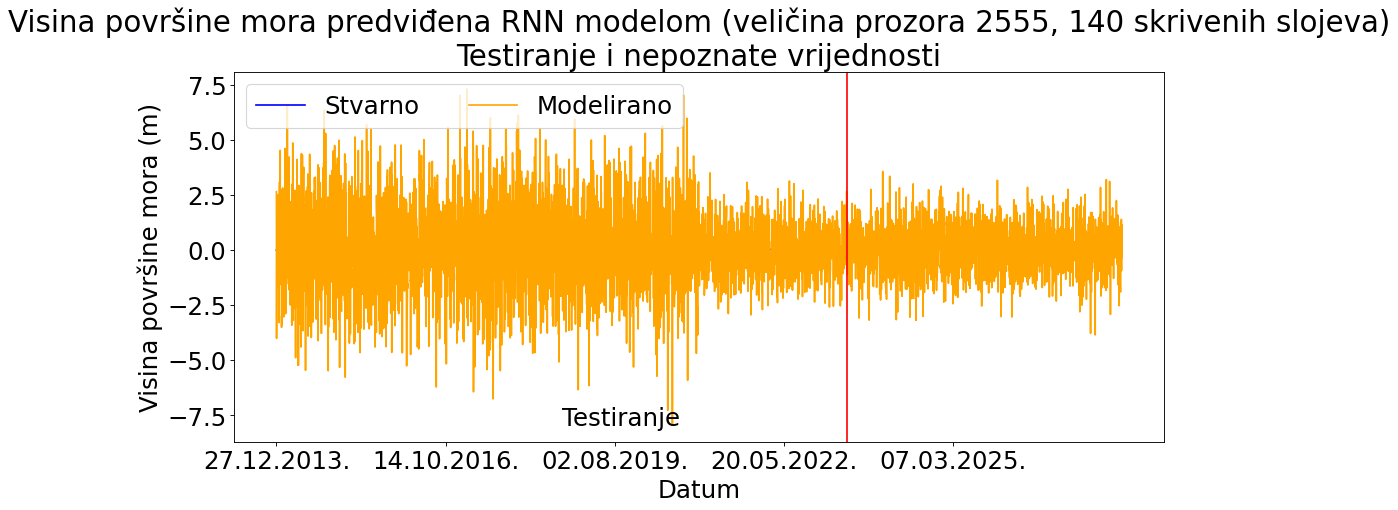 Visina površine mora predviđena RNN modelom (veličina prozora 2555, 140 skrivenih slojeva)
Testiranje i nepoznate vrijednosti
Stvarno Modelirano
Visina površine mora (m)
7.5
5.0
2.5
0.0
−2.5
−5.0
−7.5
Testiranje
27.12.2013. 14.10.2016. 02.08.2019. 20.05.2022. 07.03.2025.
Datum